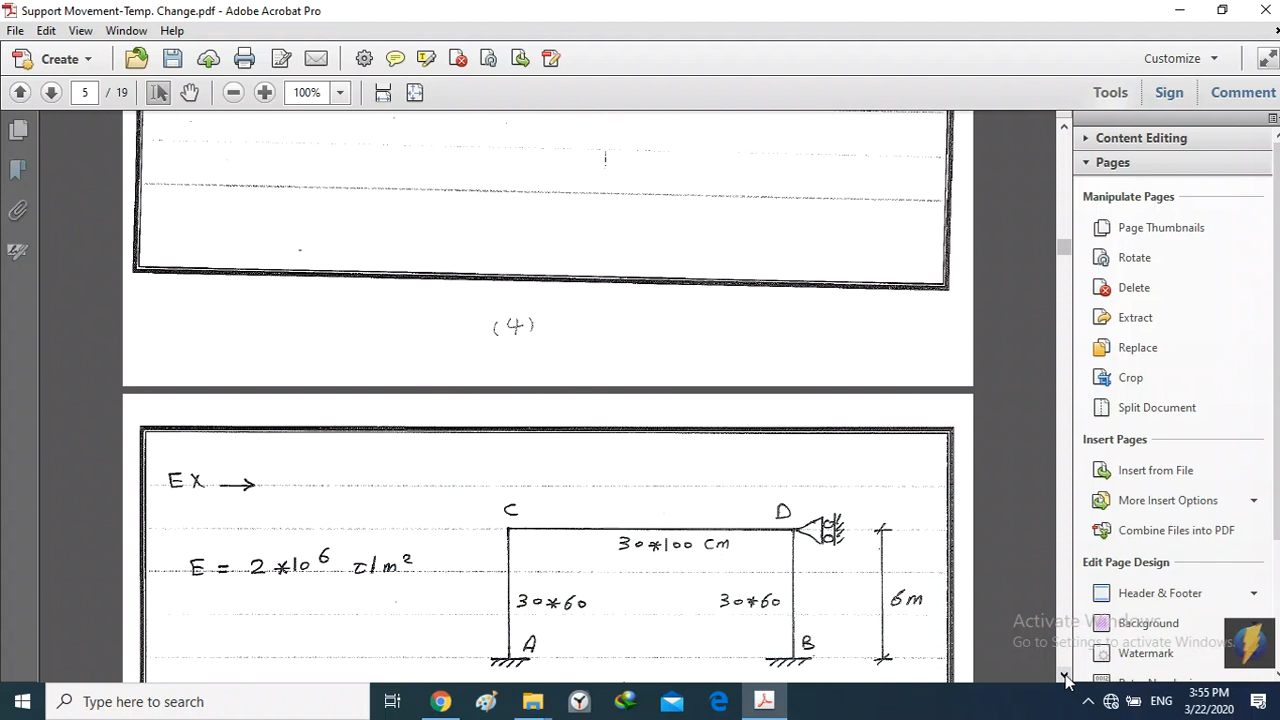 Support Movement-Temp. Change.pdf - Adobe Acrobat Pro
File Edit View Window Help
Create
Customize
5 / 19
100%
Tools Sign Comment
Content Editing
Pages
Manipulate Pages
Page Thumbnails
Rotate
Delete
Extract
Replace
Crop
Split Document
Insert Pages
Insert from File
More Insert Options
Combine Files into PDF
Edit Page Design
Header & Footer
Background
Watermark
(4)
EX →
C
D
30*100 cm
E = 2*10^6 t/m^2
30*60
30*60
6m
A
B
Activate Windows
Go to Settings to activate Windows.
Type here to search
ENG
3:55 PM
3/22/2020